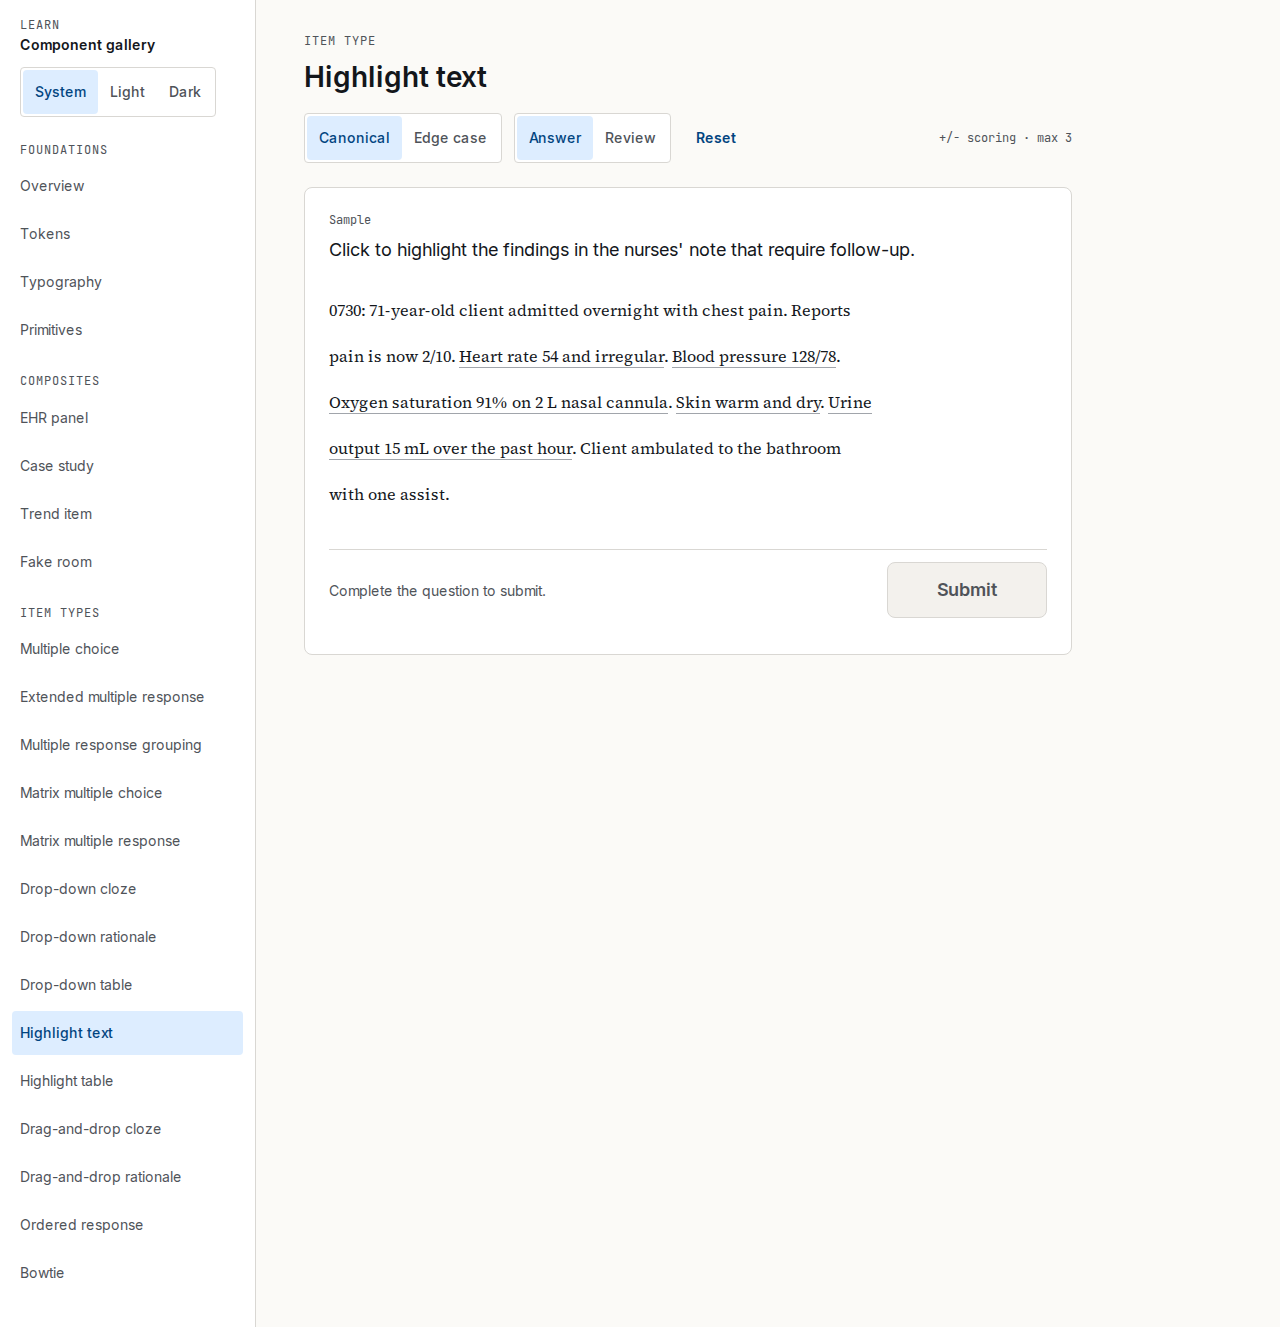 LEARN
Component gallery
System Light Dark
FOUNDATIONS
Overview
Tokens
Typography
Primitives
COMPOSITES
EHR panel
Case study
Trend item
Fake room
ITEM TYPES
Multiple choice
Extended multiple response
Multiple response grouping
Matrix multiple choice
Matrix multiple response
Drop-down cloze
Drop-down rationale
Drop-down table
Highlight text
Highlight table
Drag-and-drop cloze
Drag-and-drop rationale
Ordered response
Bowtie
ITEM TYPE
Highlight text
Canonical Edge case Answer Review Reset +/- scoring · max 3
Sample
Click to highlight the findings in the nurses' note that require follow-up.
0730: 71-year-old client admitted overnight with chest pain. Reports
pain is now 2/10. Heart rate 54 and irregular. Blood pressure 128/78.
Oxygen saturation 91% on 2 L nasal cannula. Skin warm and dry. Urine
output 15 mL over the past hour. Client ambulated to the bathroom
with one assist.
Complete the question to submit. Submit